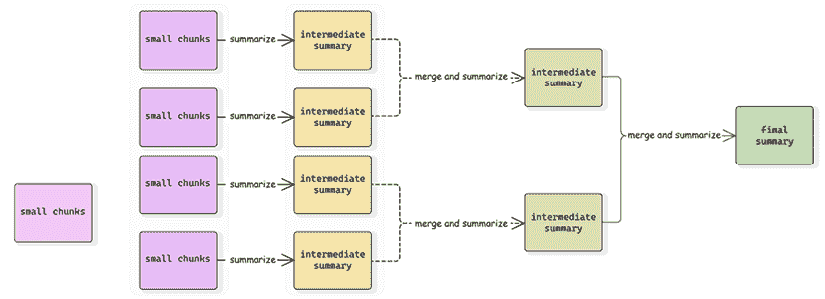 small chunks
summarize
intermediate
summary
small chunks
summarize
intermediate
summary
merge and summarize
intermediate
summary
small chunks
small chunks
summarize
intermediate
summary
small chunks
summarize
intermediate
summary
merge and summarize
intermediate
summary
merge and summarize
final
summary